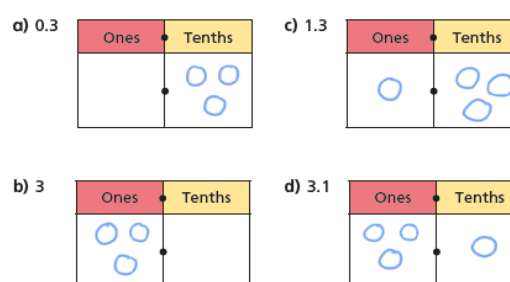 a) 0.3
Ones Tenths
b) 3
Ones Tenths
c) 1.3
Ones Tenths
d) 3.1
Ones Tenths